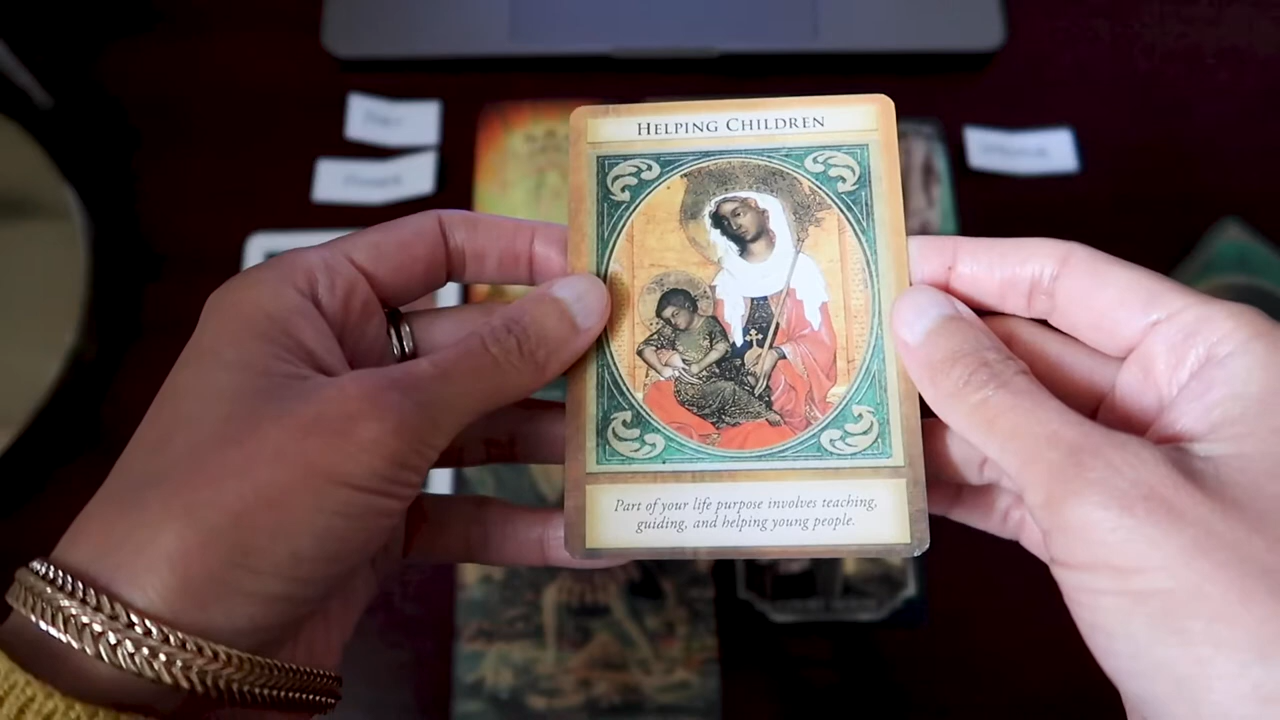 HELPING CHILDREN
Part of your life purpose involves teaching,
guiding, and helping young people.